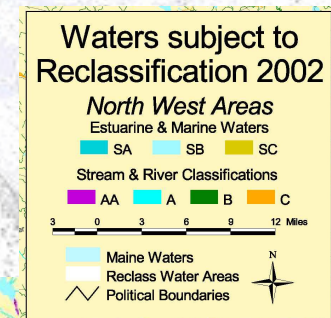 Waters subject to
Reclassification 2002
North West Areas
Estuarine & Marine Waters
SA SB SC
Stream & River Classifications
AA A B C
3 0 3 6 9 12 Miles
Maine Waters
Reclass Water Areas
Political Boundaries
N